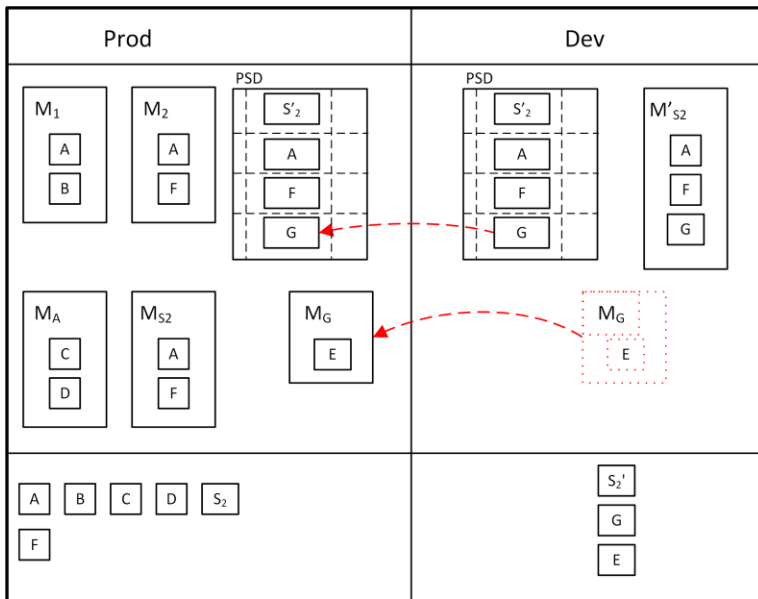 Prod
Dev
M₁
A
B
M₂
A
F
PSD
S'₂
A
F
G
PSD
S'₂
A
F
G
M'S2
A
F
G
MA
C
D
MS2
A
F
MG
E
MG
E
A B C D S₂
F
S₂'
G
E